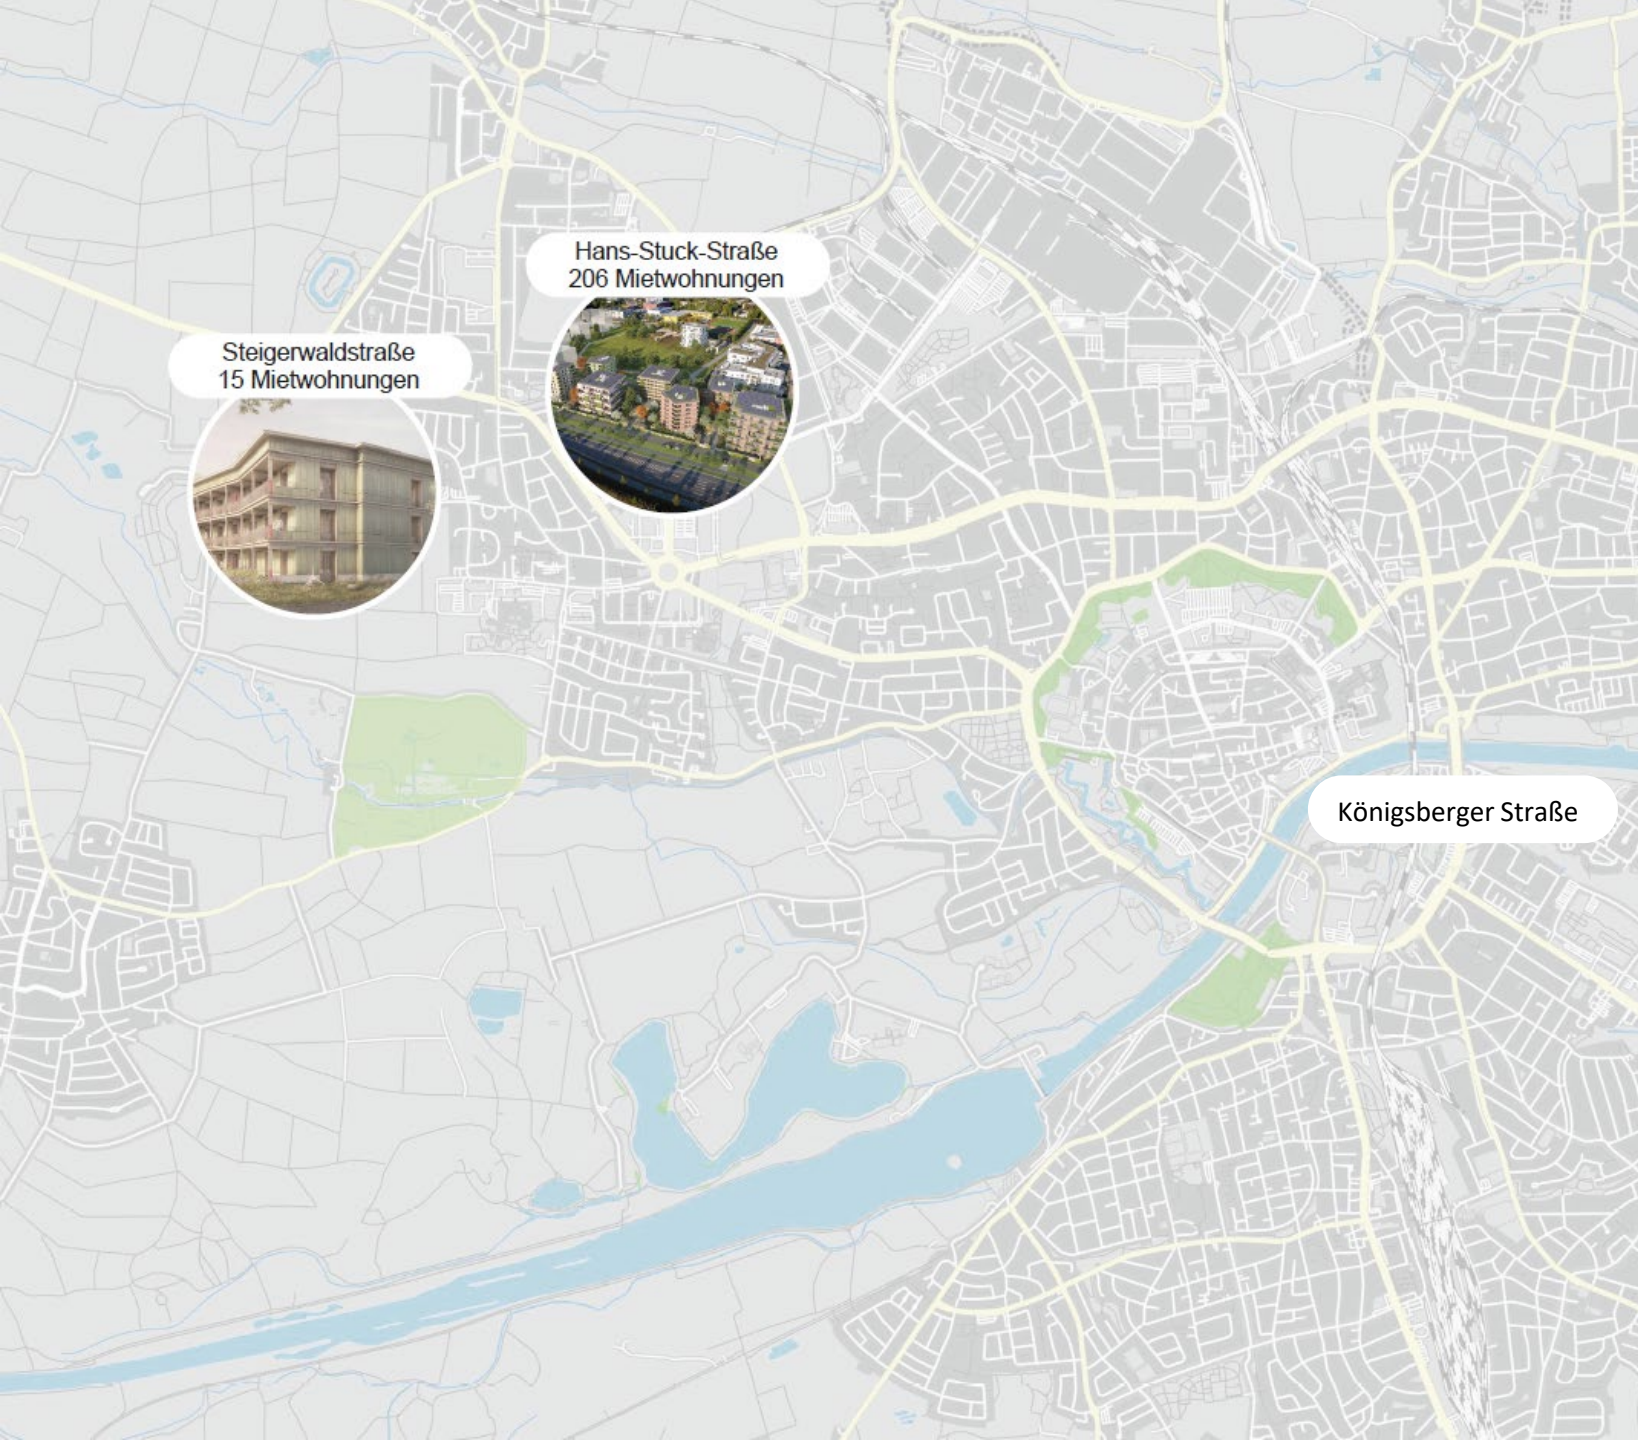 Hans-Stuck-Straße
206 Mietwohnungen
Steigerwaldstraße
15 Mietwohnungen
Königsberger Straße